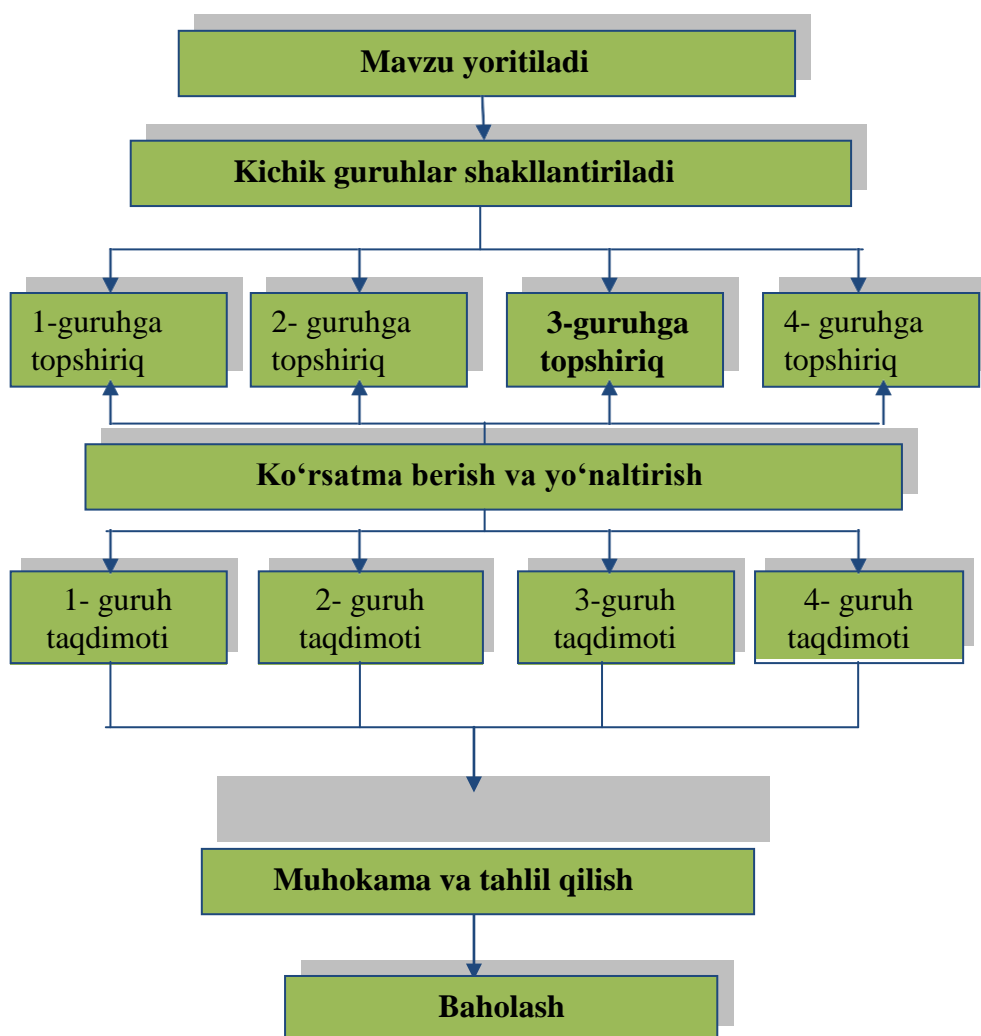 Mavzu yoritiladi
Kichik guruhlar shakllantiriladi
1-guruhga
topshiriq
2- guruhga
topshiriq
3-guruhga
topshiriq
4- guruhga
topshiriq
Ko‘rsatma berish va yo‘naltirish
1- guruh
taqdimoti
2- guruh
taqdimoti
3-guruh
taqdimoti
4- guruh
taqdimoti
Muhokama va tahlil qilish
Baholash